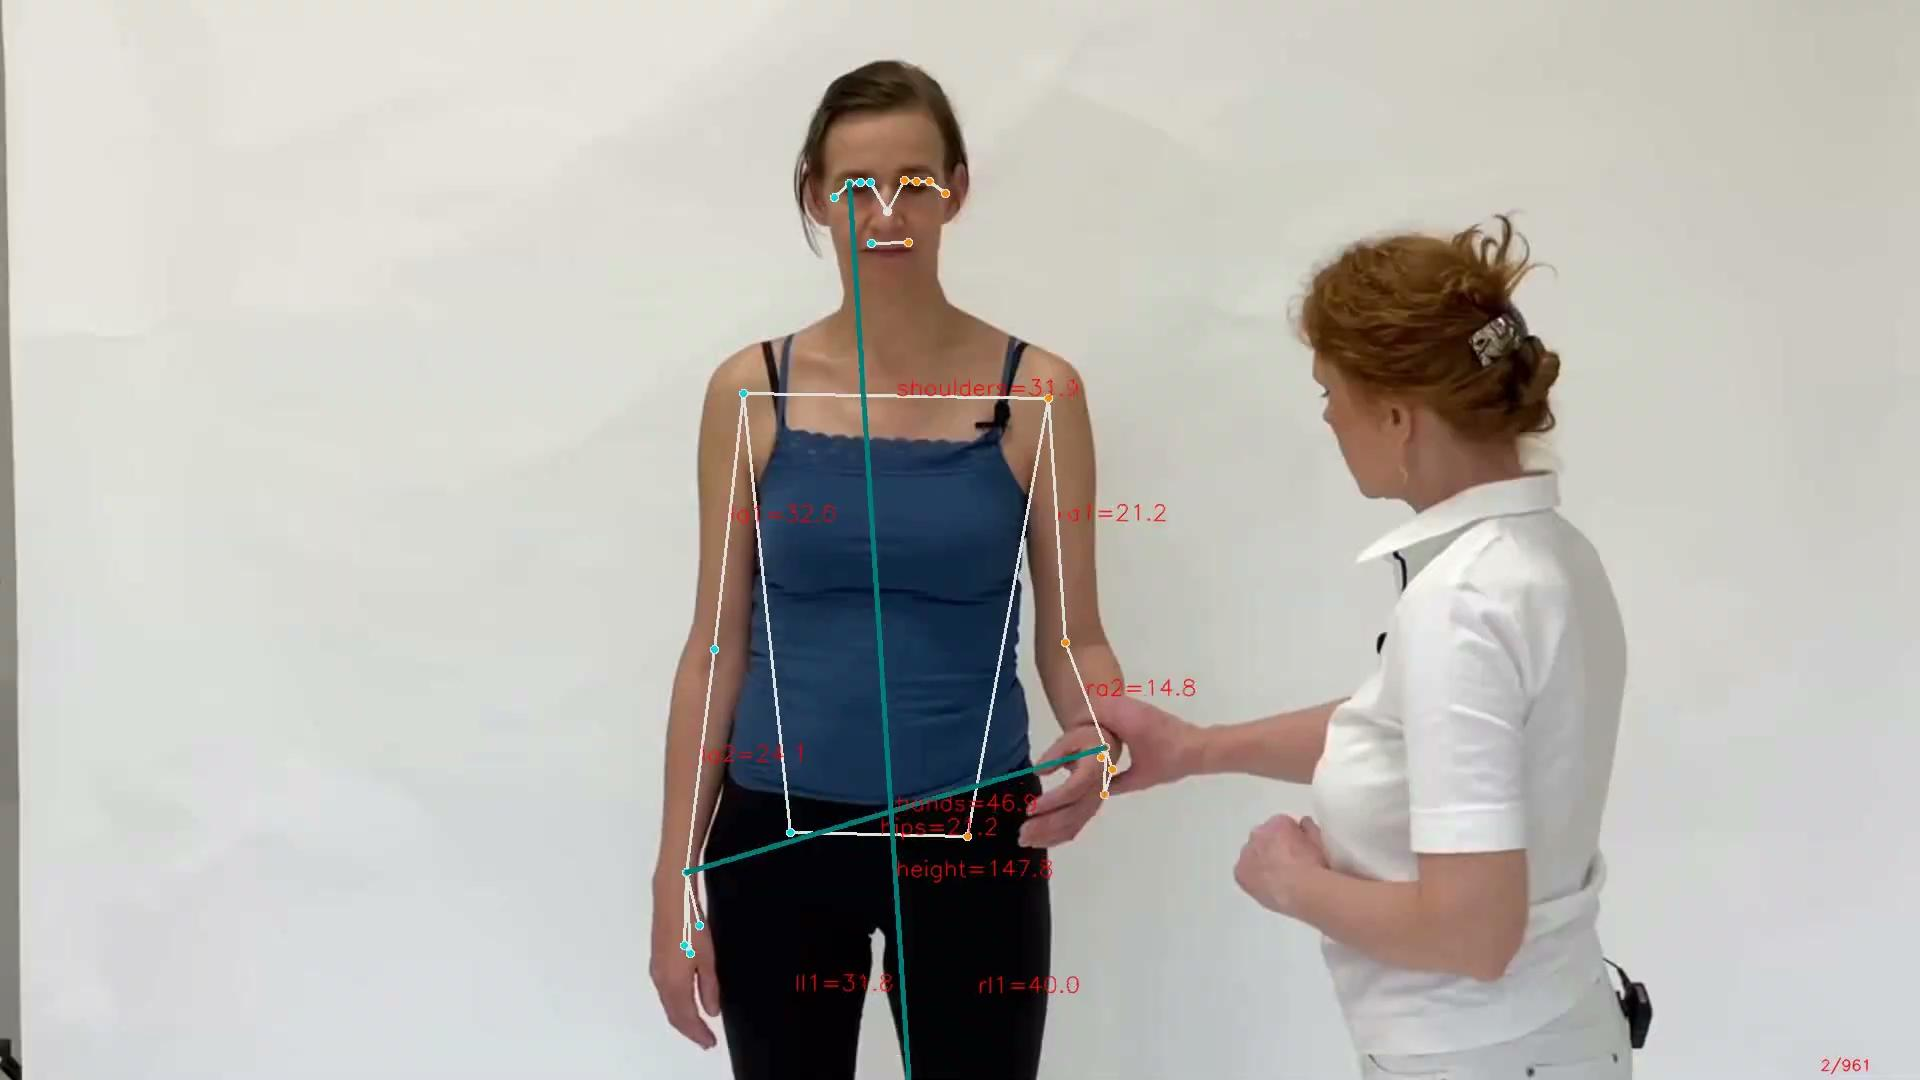 shoulders=31.9
la1=32.6
ra1=21.2
ra2=14.8
la2=24.1
hands=46.9
hips=21.2
height=147.8
ll1=31.8
rl1=40.0
2/961